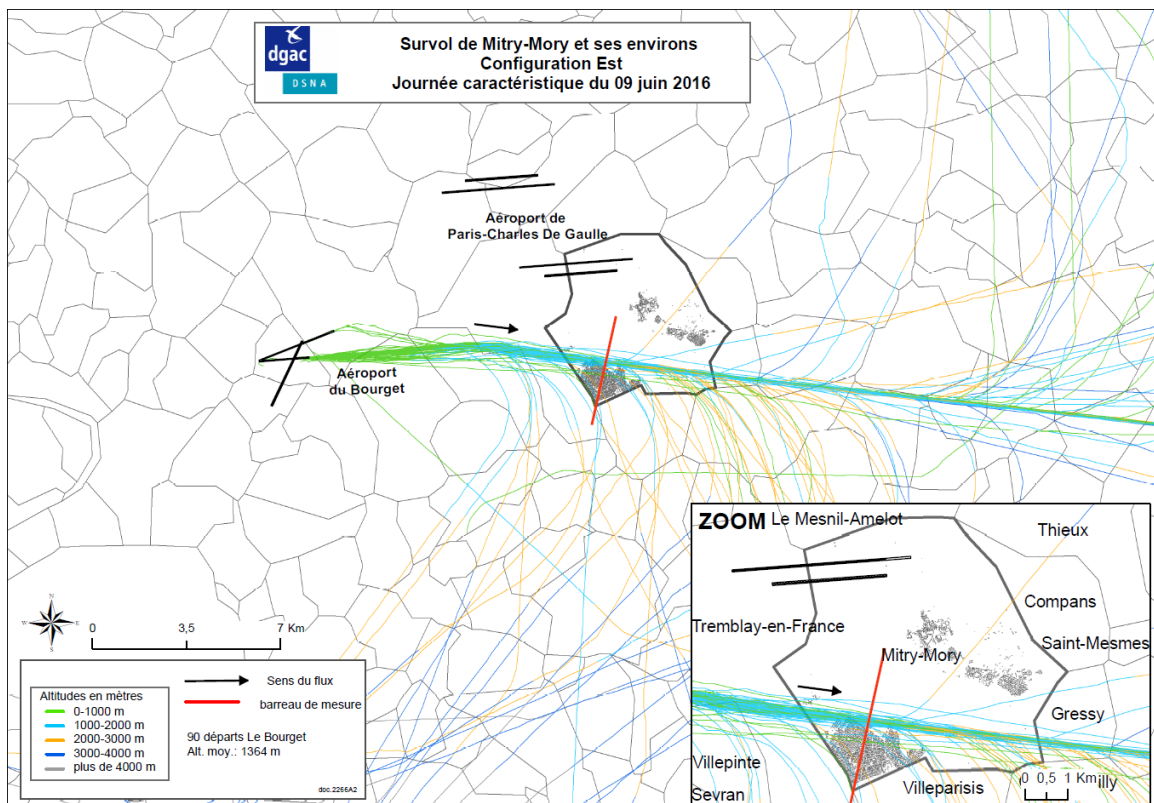 dgac
DSNA
Survol de Mitry-Mory et ses environs
Configuration Est
Journée caractéristique du 09 juin 2016
Aéroport de
Paris-Charles De Gaulle
Aéroport
du Bourget
N
W
E
S
0 3,5 7 Km
Sens du flux
barreau de mesure
90 départs Le Bourget
Alt. moy.: 1364 m
Altitudes en mètres
0-1000 m
1000-2000 m
2000-3000 m
3000-4000 m
plus de 4000 m
doc.2266A2
ZOOM
Le Mesnil-Amelot
Thieux
Compans
Tremblay-en-France
Saint-Mesmes
Mitry-Mory
Gressy
Villepinte
0 0,5 1 Km
illy
Sevran
Villeparisis